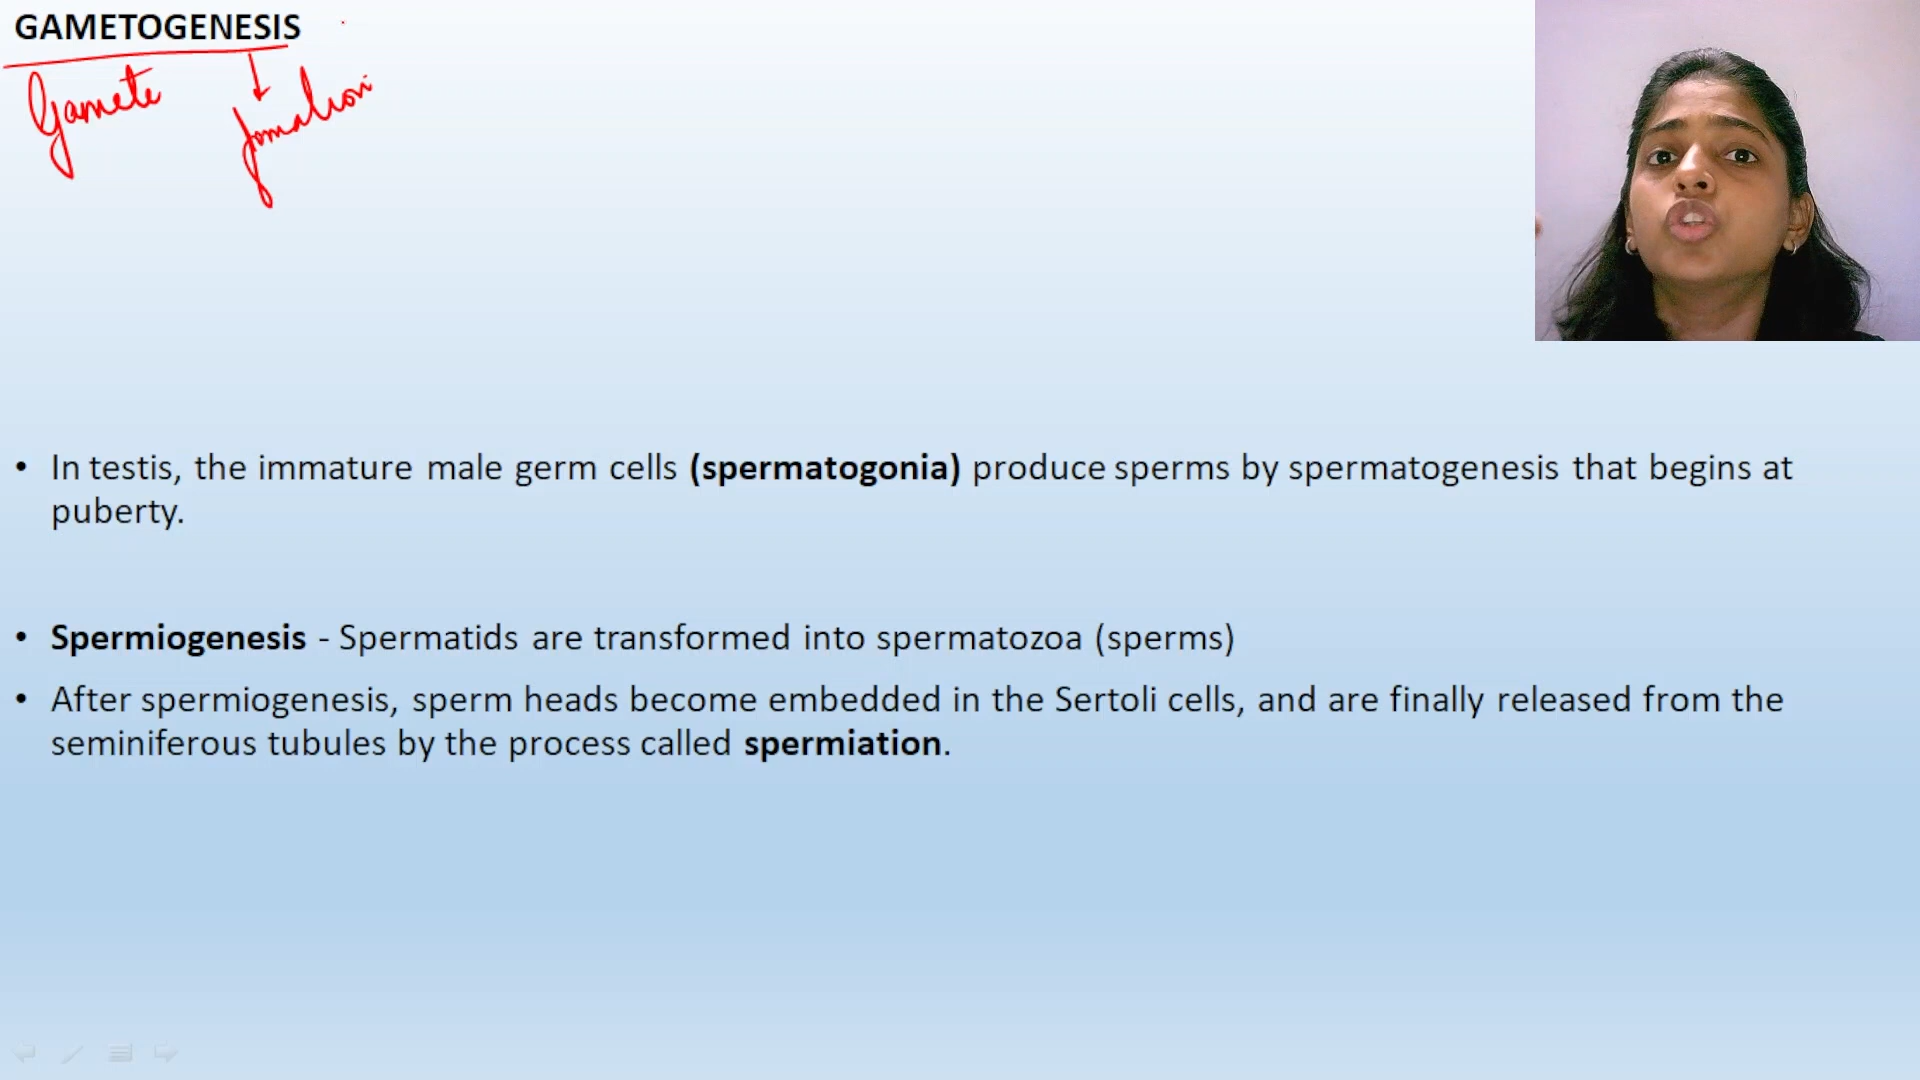 GAMETOGENESIS
Gamete formation
• In testis, the immature male germ cells (spermatogonia) produce sperms by spermatogenesis that begins at
puberty.
• Spermiogenesis - Spermatids are transformed into spermatozoa (sperms)
• After spermiogenesis, sperm heads become embedded in the Sertoli cells, and are finally released from the
seminiferous tubules by the process called spermiation.